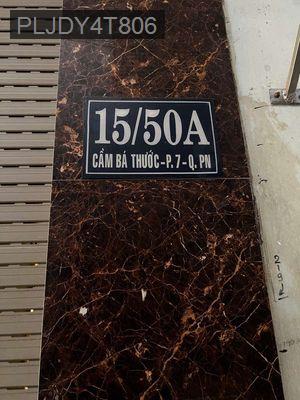 PLJDY4T806
15/50A
CẦM BÁ THƯỚC-P. 7-Q. PN